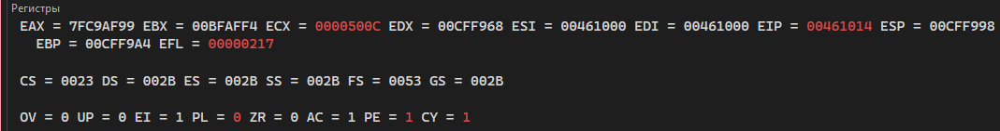 Регистры
EAX = 7FC9AF99 EBX = 00BFAFF4 ECX = 0000500C EDX = 00CFF968 ESI = 00461000 EDI = 00461000 EIP = 00461014 ESP = 00CFF998
EBP = 00CFF9A4 EFL = 00000217
CS = 0023 DS = 002B ES = 002B SS = 002B FS = 0053 GS = 002B
OV = 0 UP = 0 EI = 1 PL = 0 ZR = 0 AC = 1 PE = 1 CY = 1